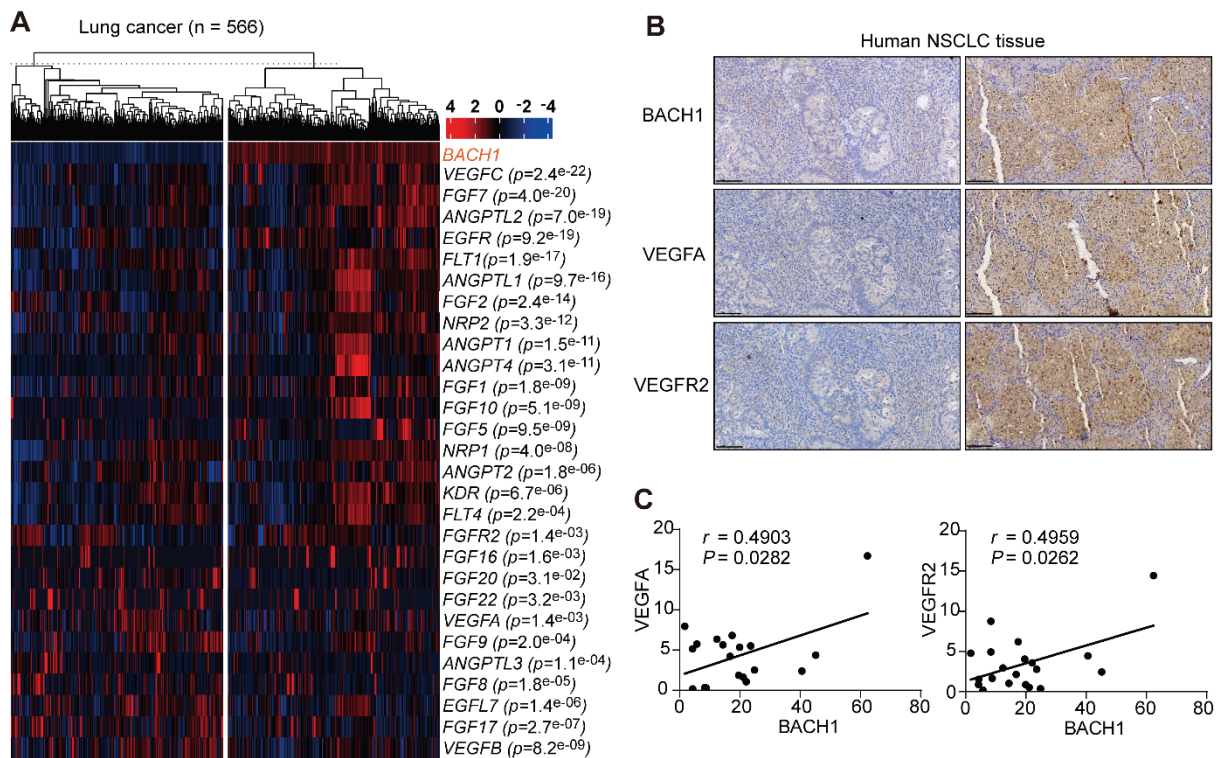 A
Lung cancer (n = 566)
4 2 0 -2 -4
BACH1
VEGFC (p=2.4e-22)
FGF7 (p=4.0e-20)
ANGPTL2 (p=7.0e-19)
EGFR (p=9.2e-19)
FLT1(p=1.9e-17)
ANGPTL1 (p=9.7e-16)
FGF2 (p=2.4e-14)
NRP2 (p=3.3e-12)
ANGPT1 (p=1.5e-11)
ANGPT4 (p=3.1e-11)
FGF1 (p=1.8e-09)
FGF10 (p=5.1e-09)
FGF5 (p=9.5e-09)
NRP1 (p=4.0e-08)
ANGPT2 (p=1.8e-06)
KDR (p=6.7e-06)
FLT4 (p=2.2e-04)
FGFR2 (p=1.4e-03)
FGF16 (p=1.6e-03)
FGF20 (p=3.1e-02)
FGF22 (p=3.2e-03)
VEGFA (p=1.4e-03)
FGF9 (p=2.0e-04)
ANGPTL3 (p=1.1e-04)
FGF8 (p=1.8e-05)
EGFL7 (p=1.4e-06)
FGF17 (p=2.7e-07)
VEGFB (p=8.2e-09)
B
Human NSCLC tissue
BACH1
VEGFA
VEGFR2
C
r = 0.4903
P = 0.0282
VEGFA
20
15
10
5
0
0 20 40 60 80
BACH1
r = 0.4959
P = 0.0262
VEGFR2
20
15
10
5
0
0 20 40 60 80
BACH1